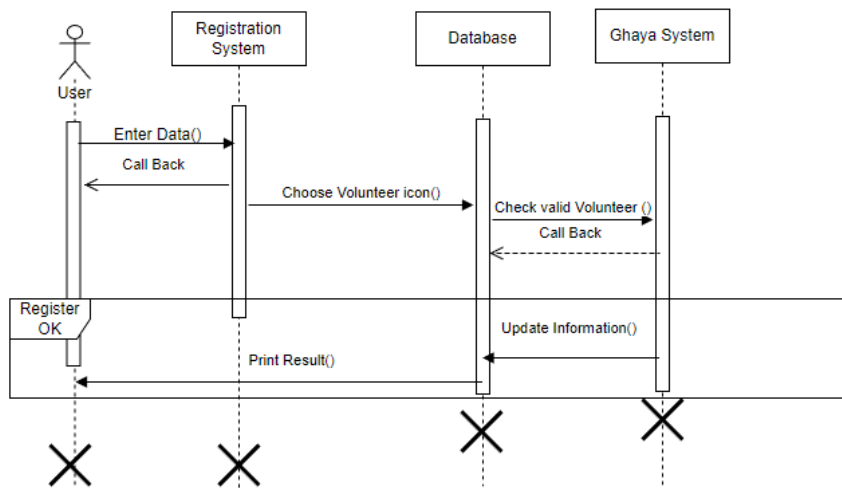 Registration
System
Database
Ghaya System
User
Enter Data()
Call Back
Choose Volunteer icon()
Check valid Volunteer ()
Call Back
Register
OK
Update Information()
Print Result()